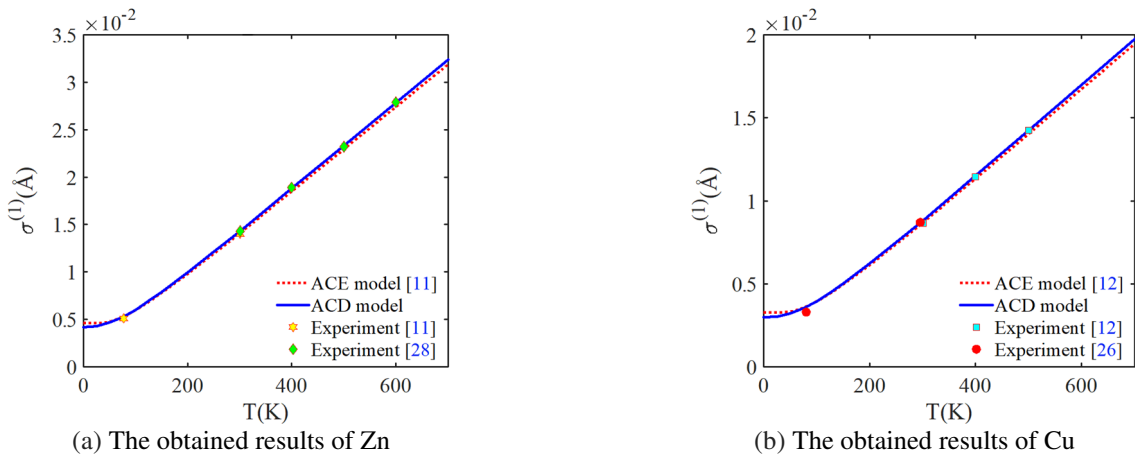 ×10⁻²
3.5
3
2.5
2
1.5
1
0.5
0
σ⁽¹⁾(Å)
0 200 400 600
T(K)
ACE model [11]
ACD model
Experiment [11]
Experiment [28]
(a) The obtained results of Zn
×10⁻²
2
1.5
1
0.5
0
σ⁽¹⁾(Å)
0 200 400 600
T(K)
ACE model [12]
ACD model
Experiment [12]
Experiment [26]
(b) The obtained results of Cu